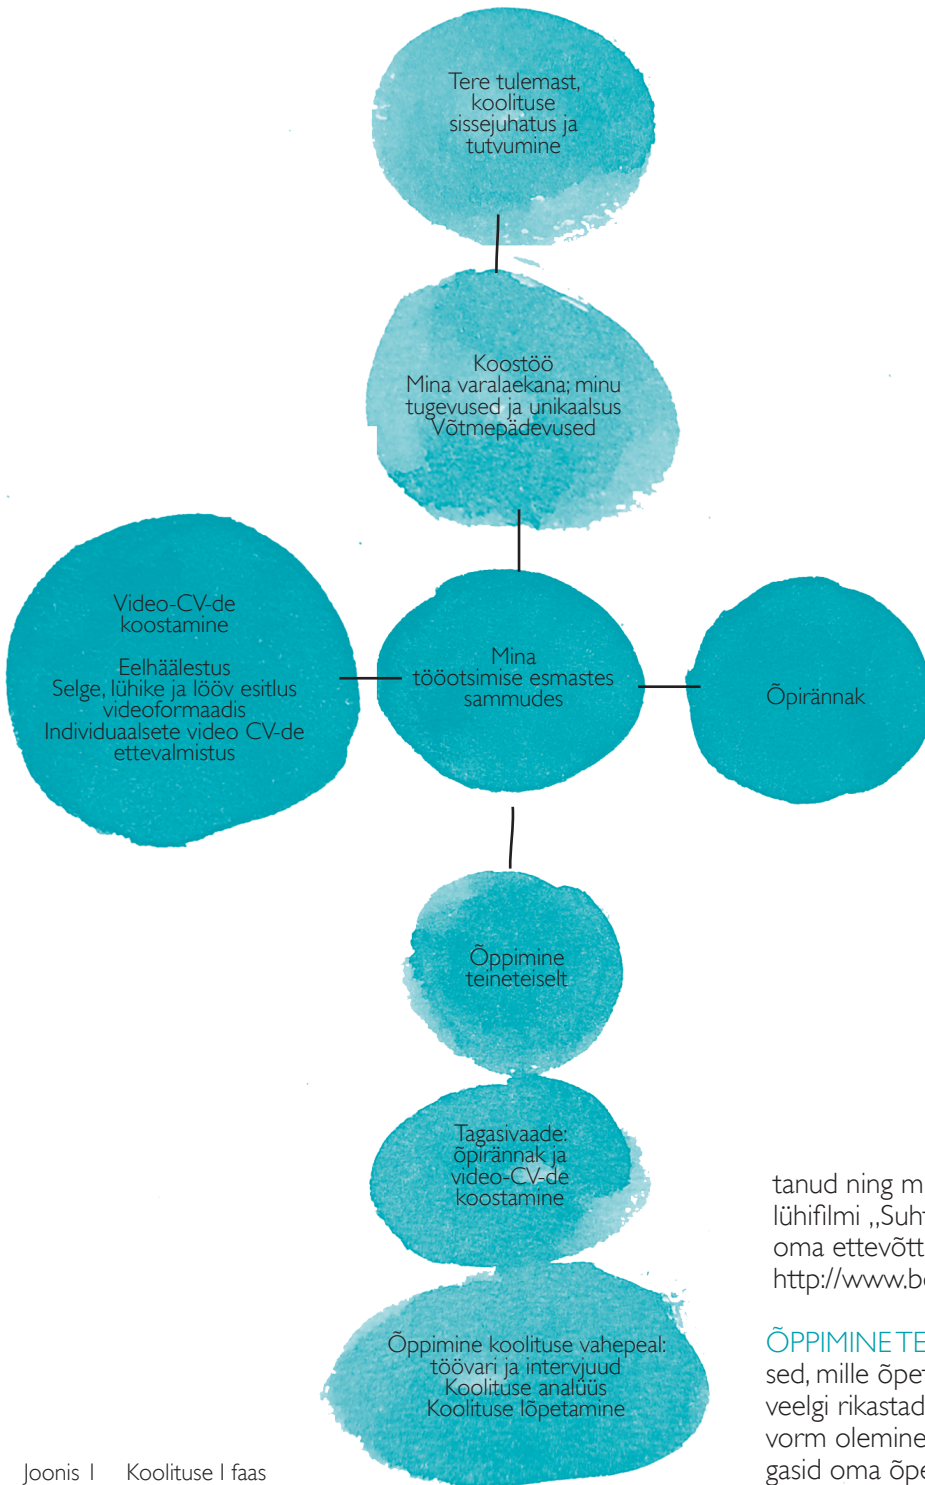 Tere tulemast,
koolituse
sissejuhatus ja
tutvumine
Koostöö
Mina varalaekana; minu
tugevused ja unikaalsus
Võtmepädevused
Video-CV-de
koostamine
Eelhäälestus
Selge, lühike ja lööv esitlus
videoformaadis
Individuaalsete video CV-de
ettevalmistus
Mina
tööotsimise esmastes
sammudes
Õpirännak
Õppimine
teineteiselt
Tagasivaade:
õpirännak ja
video-CV-de
koostamine
Õppimine koolituse vahepeal:
töövari ja intervjuud
Koolituse analüüs
Koolituse lõpetamine
Joonis 1 Koolituse I faas
tanud ning m
lühifilmi „Suh
oma ettevõtt
http://www.b
ÕPPIMINE TE
sed, mille õpe
veelgi rikastad
vorm olemine
gasid oma õpe